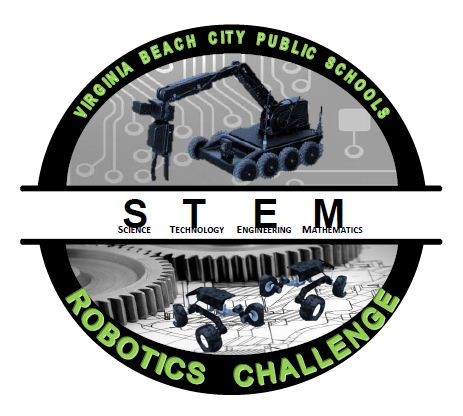 VIRGINIA BEACH CITY PUBLIC SCHOOLS
S T E M
SCIENCE TECHNOLOGY ENGINEERING MATHEMATICS
ROBOTICS CHALLENGE